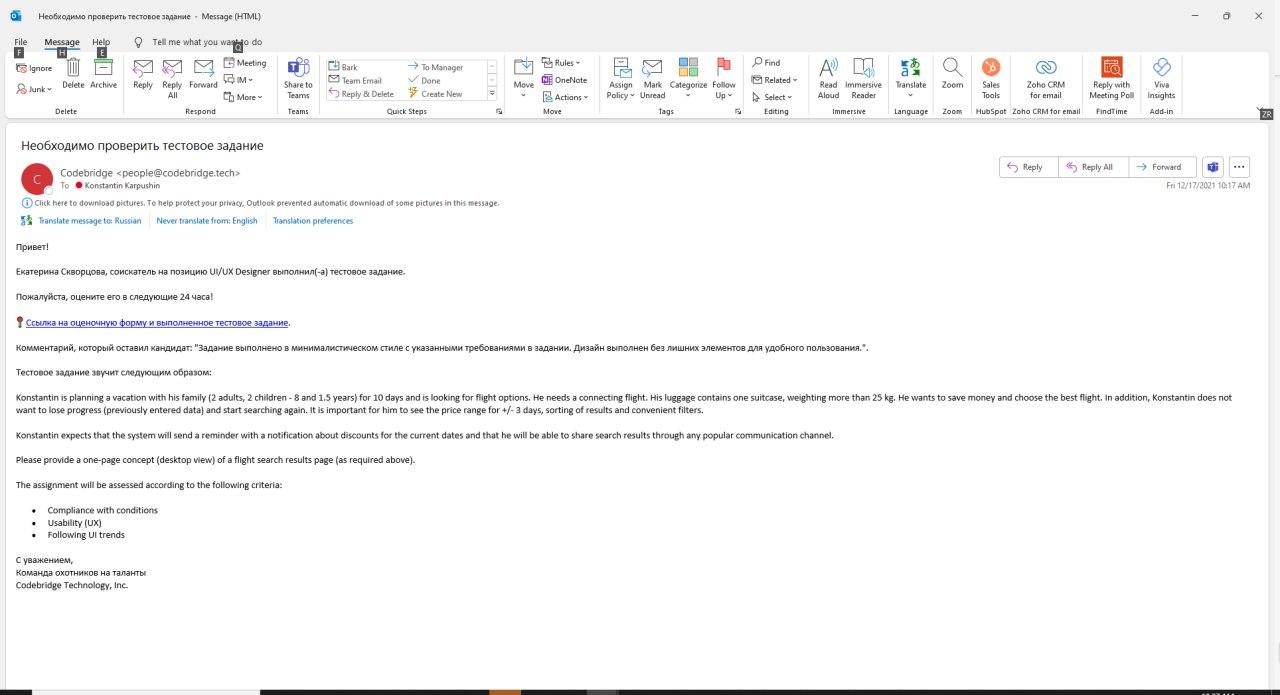 Необходимо проверить тестовое задание - Message (HTML)
File Message Help Tell me what you want to do
F H E Q
Ignore
Junk
Delete
Archive
Delete
Reply
Reply All
Forward
Meeting
IM
More
Respond
Share to Teams
Teams
Bark To Manager
Team Email Done
Reply & Delete Create New
Quick Steps
Move
Rules
OneNote
Actions
Move
Assign Policy
Mark Unread
Categorize
Follow Up
Tags
Find
Related
Select
Editing
Read Aloud
Immersive Reader
Immersive
Translate
Language
Zoom
Zoom
Sales Tools
HubSpot
Zoho CRM for email
Zoho CRM for email
Reply with Meeting Poll
FindTime
Viva Insights
Add-in
ZR
Необходимо проверить тестовое задание
C
Codebridge <people@codebridge.tech>
To Konstantin Karpushin
Reply Reply All Forward
Fri 12/17/2021 10:17 AM
Click here to download pictures. To help protect your privacy, Outlook prevented automatic download of some pictures in this message.
Translate message to: Russian Never translate from: English Translation preferences
Привет!
Екатерина Скворцова, соискатель на позицию UI/UX Designer выполнил(-а) тестовое задание.
Пожалуйста, оцените его в следующие 24 часа!
Ссылка на оценочную форму и выполненное тестовое задание.
Комментарий, который оставил кандидат: "Задание выполнено в минималистическом стиле с указанными требованиями в задании. Дизайн выполнен без лишних элементов для удобного пользования.".
Тестовое задание звучит следующим образом:
Konstantin is planning a vacation with his family (2 adults, 2 children - 8 and 1.5 years) for 10 days and is looking for flight options. He needs a connecting flight. His luggage contains one suitcase, weighting more than 25 kg. He wants to save money and choose the best flight. In addition, Konstantin does not
want to lose progress (previously entered data) and start searching again. It is important for him to see the price range for +/- 3 days, sorting of results and convenient filters.
Konstantin expects that the system will send a reminder with a notification about discounts for the current dates and that he will be able to share search results through any popular communication channel.
Please provide a one-page concept (desktop view) of a flight search results page (as required above).
The assignment will be assessed according to the following criteria:
• Compliance with conditions
• Usability (UX)
• Following UI trends
С уважением,
Команда охотников на таланты
Codebridge Technology, Inc.